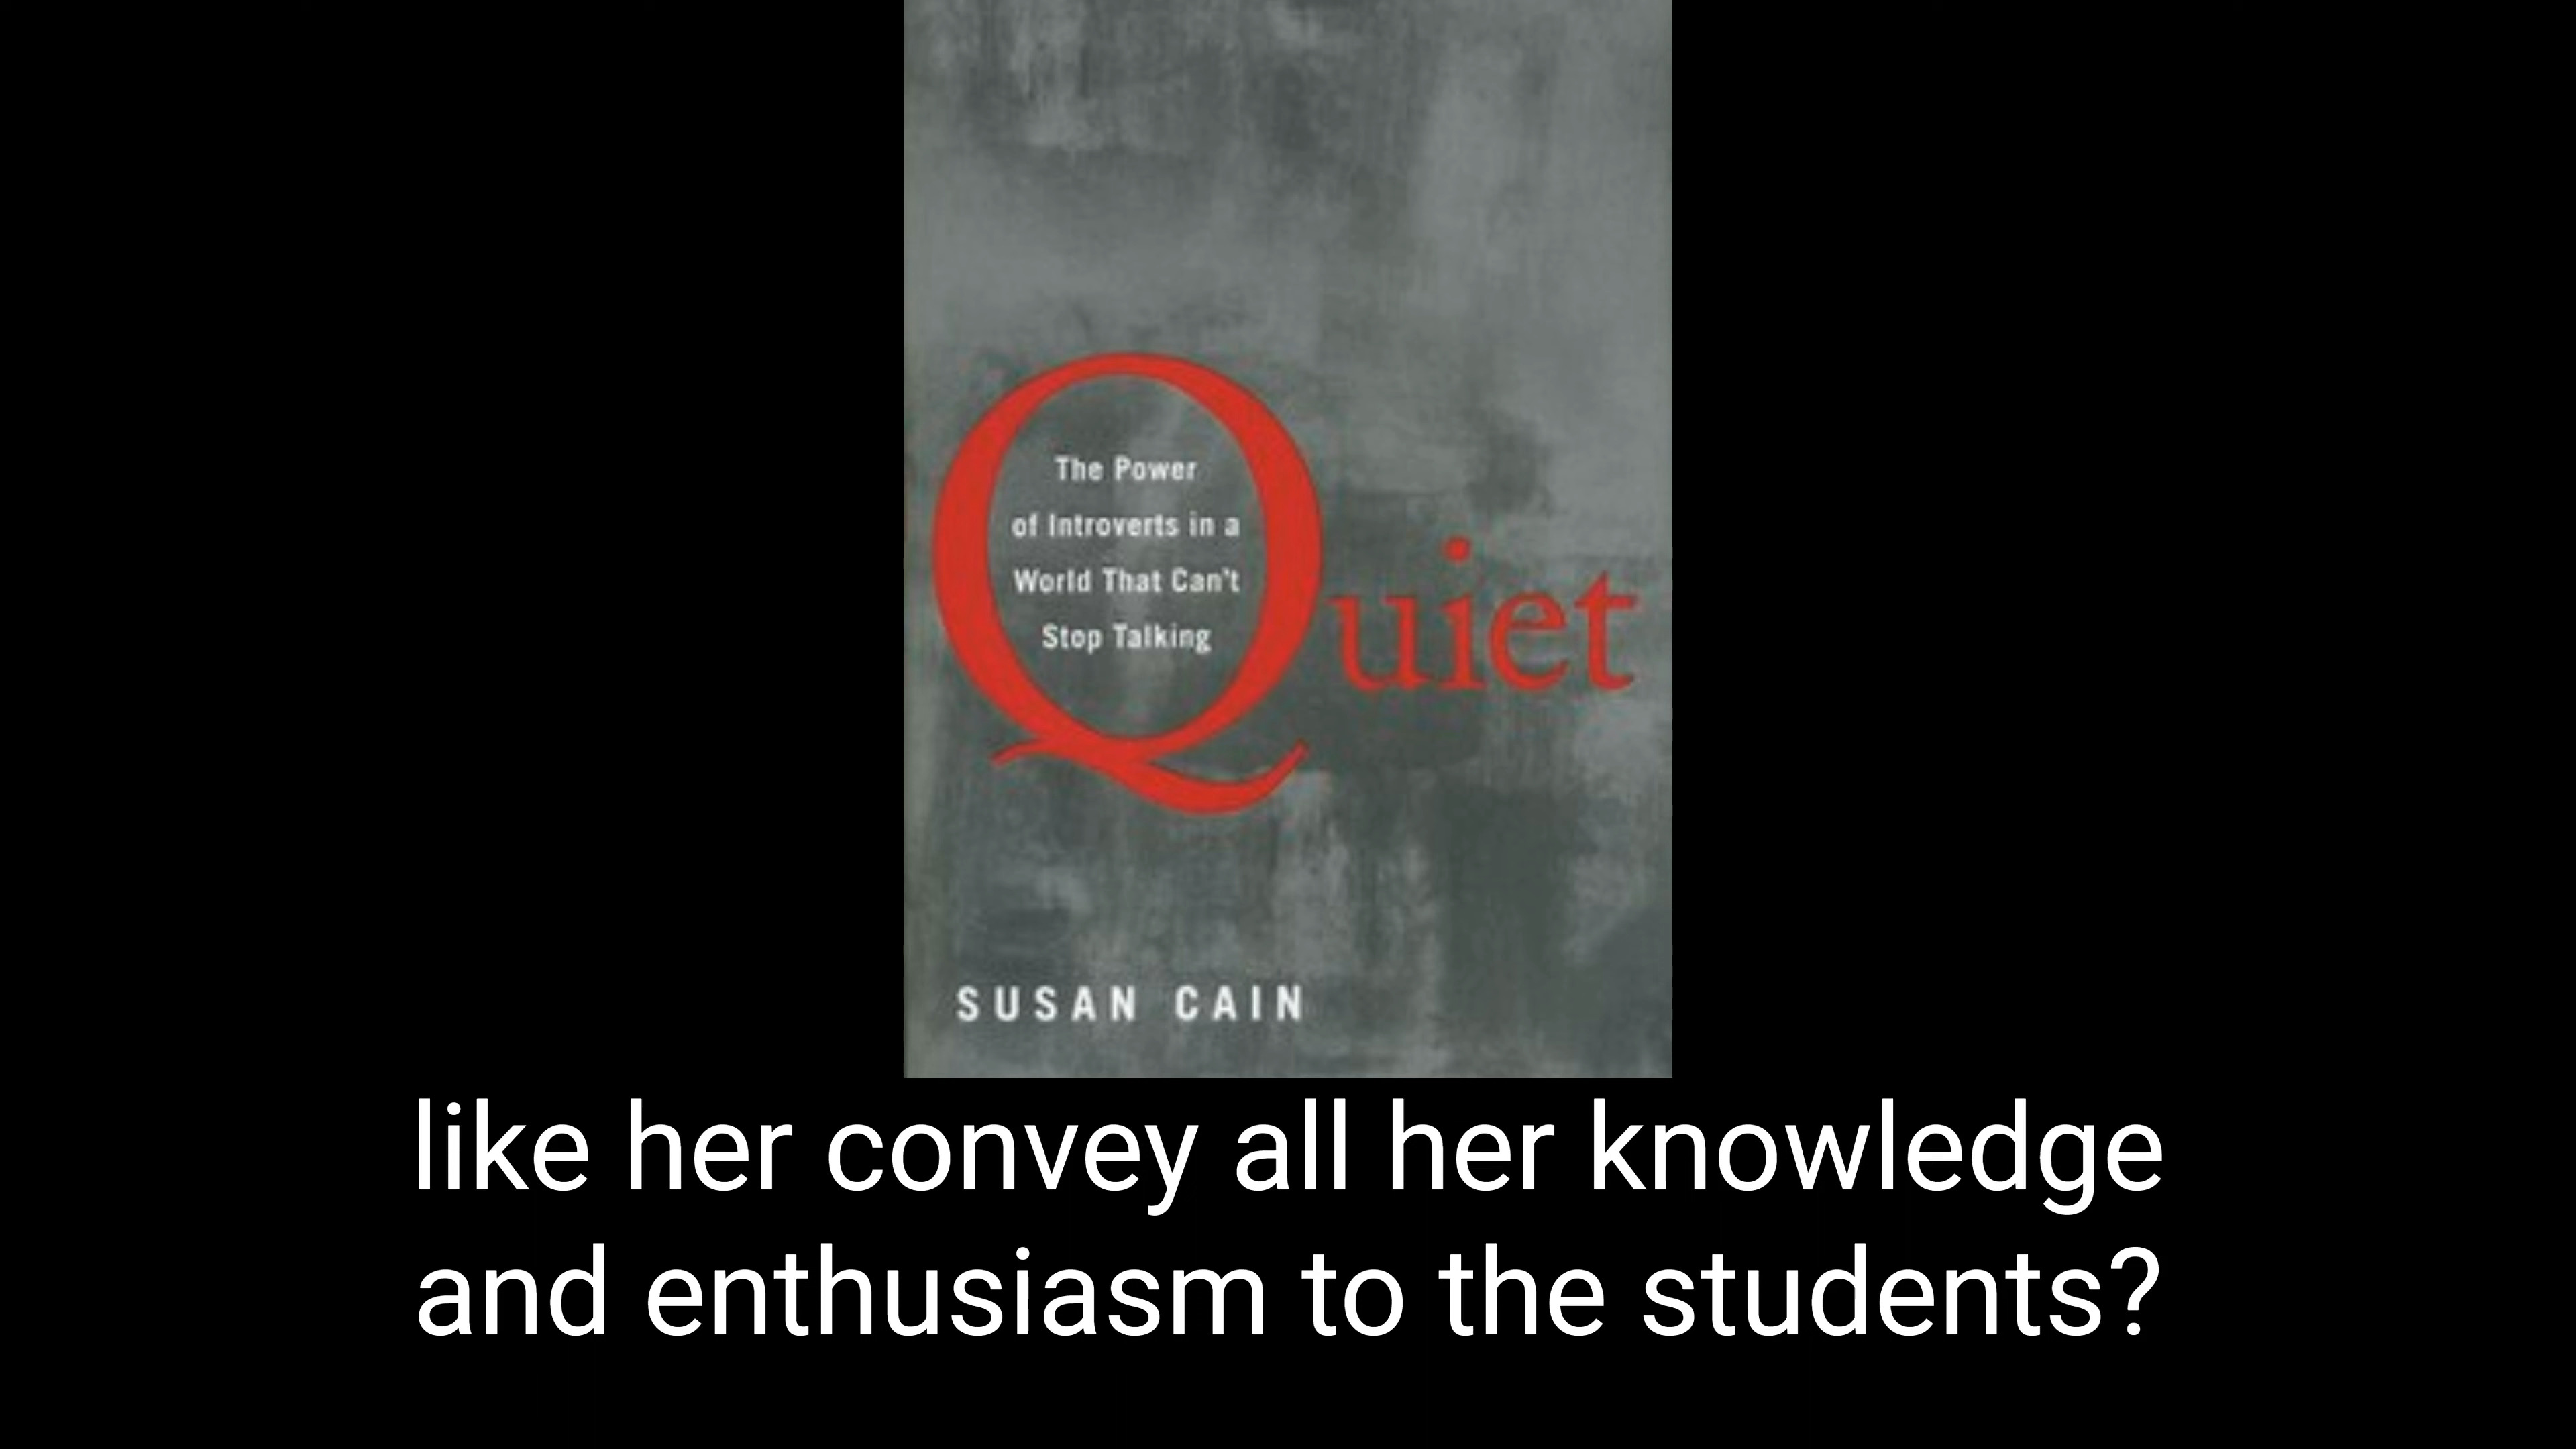 The Power
of Introverts in a
World That Can't
Stop Talking
Quiet
SUSAN CAIN
like her convey all her knowledge
and enthusiasm to the students?